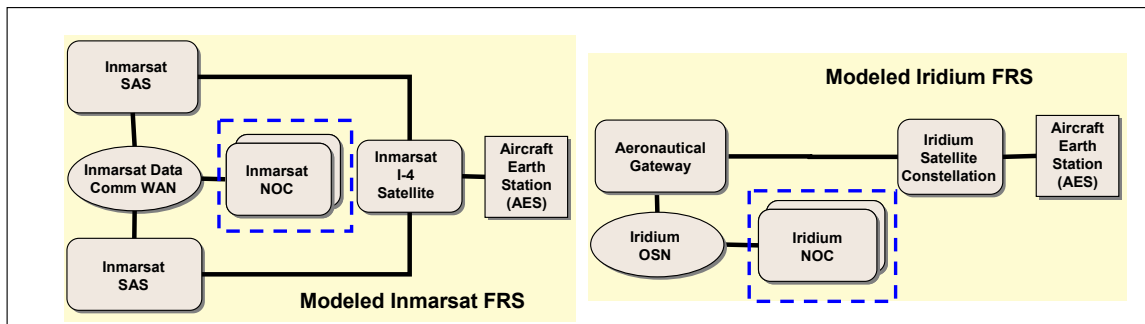 Inmarsat
SAS
Inmarsat Data
Comm WAN
Inmarsat
NOC
Inmarsat
I-4
Satellite
Aircraft
Earth
Station
(AES)
Inmarsat
SAS
Modeled Inmarsat FRS
Modeled Iridium FRS
Aeronautical
Gateway
Iridium
Satellite
Constellation
Aircraft
Earth
Station
(AES)
Iridium
OSN
Iridium
NOC